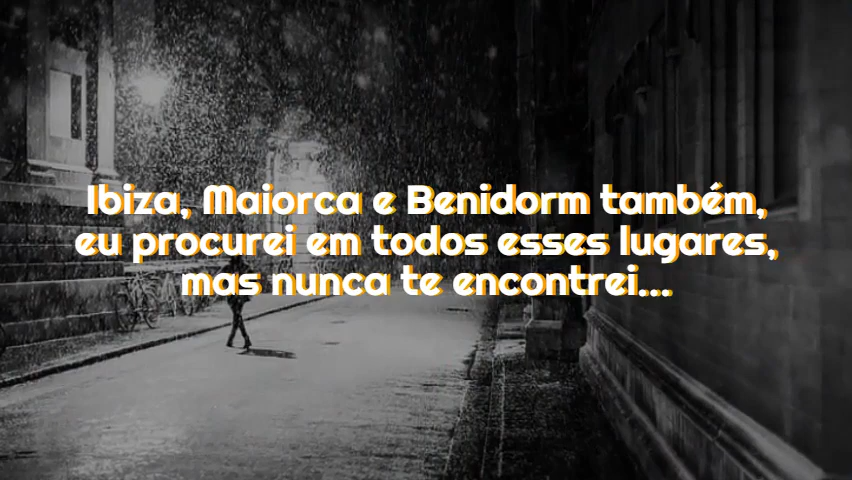 Ibiza, Maiorca e Benidorm também,
eu procurei em todos esses lugares,
mas nunca te encontrei...